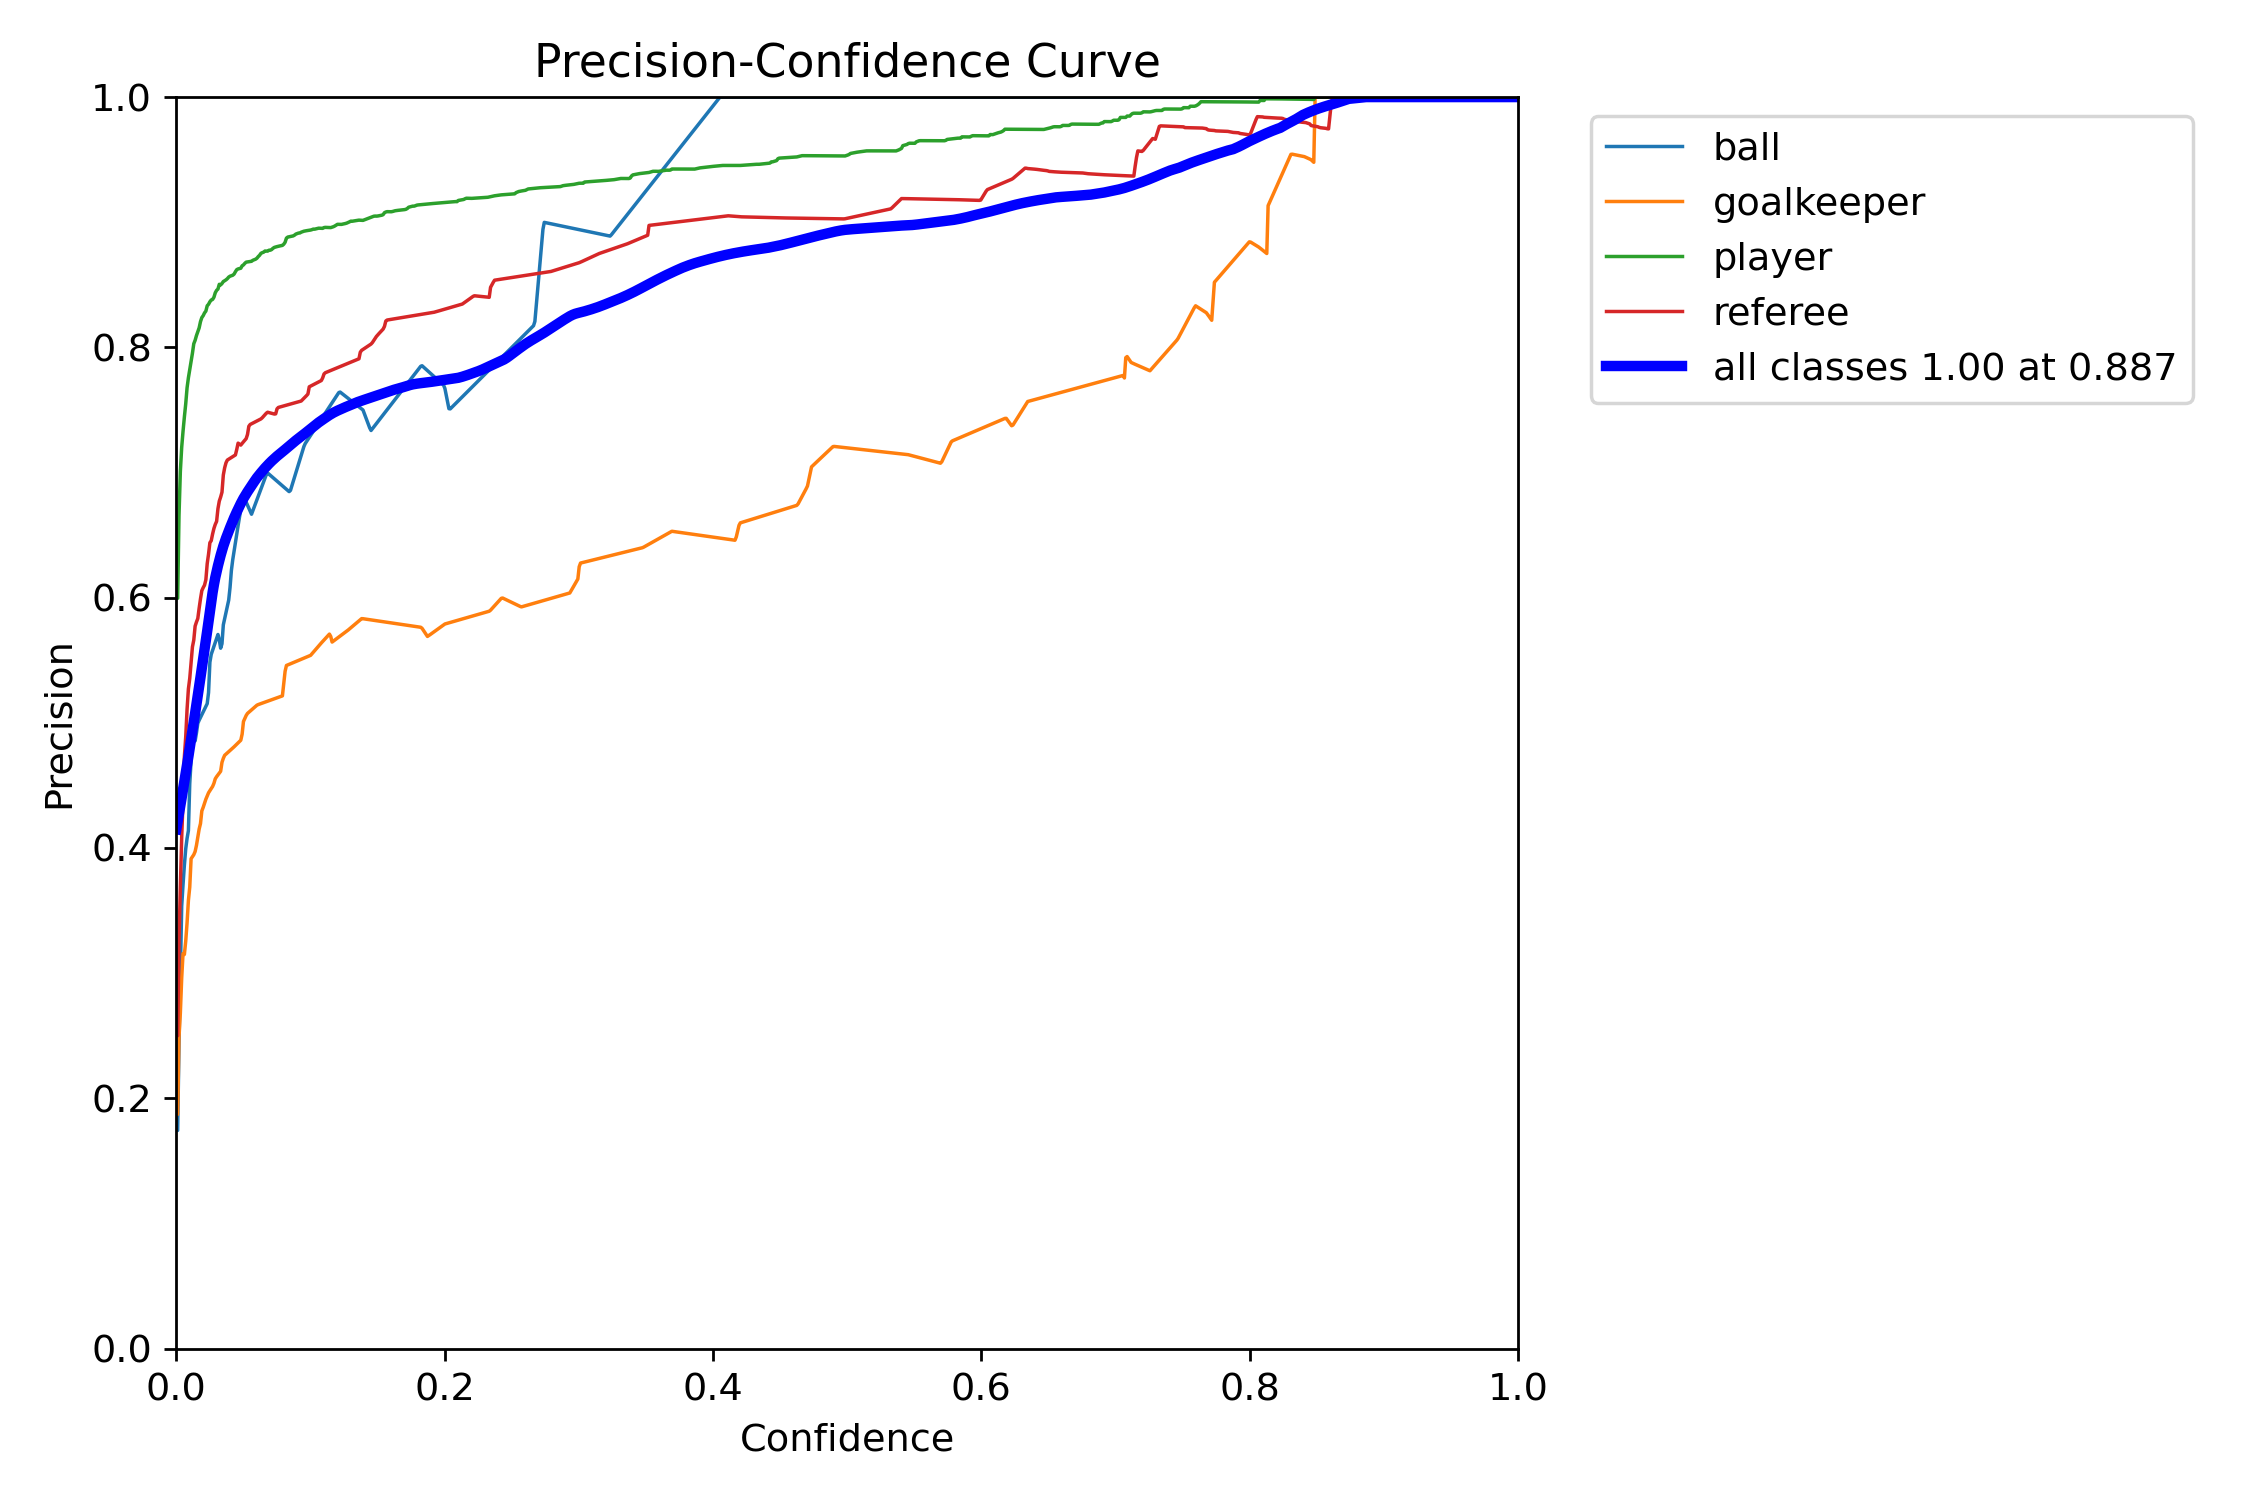 Precision-Confidence Curve
1.0
0.8
0.6
0.4
0.2
0.0
Precision
0.0 0.2 0.4 0.6 0.8 1.0
Confidence
ball
goalkeeper
player
referee
all classes 1.00 at 0.887